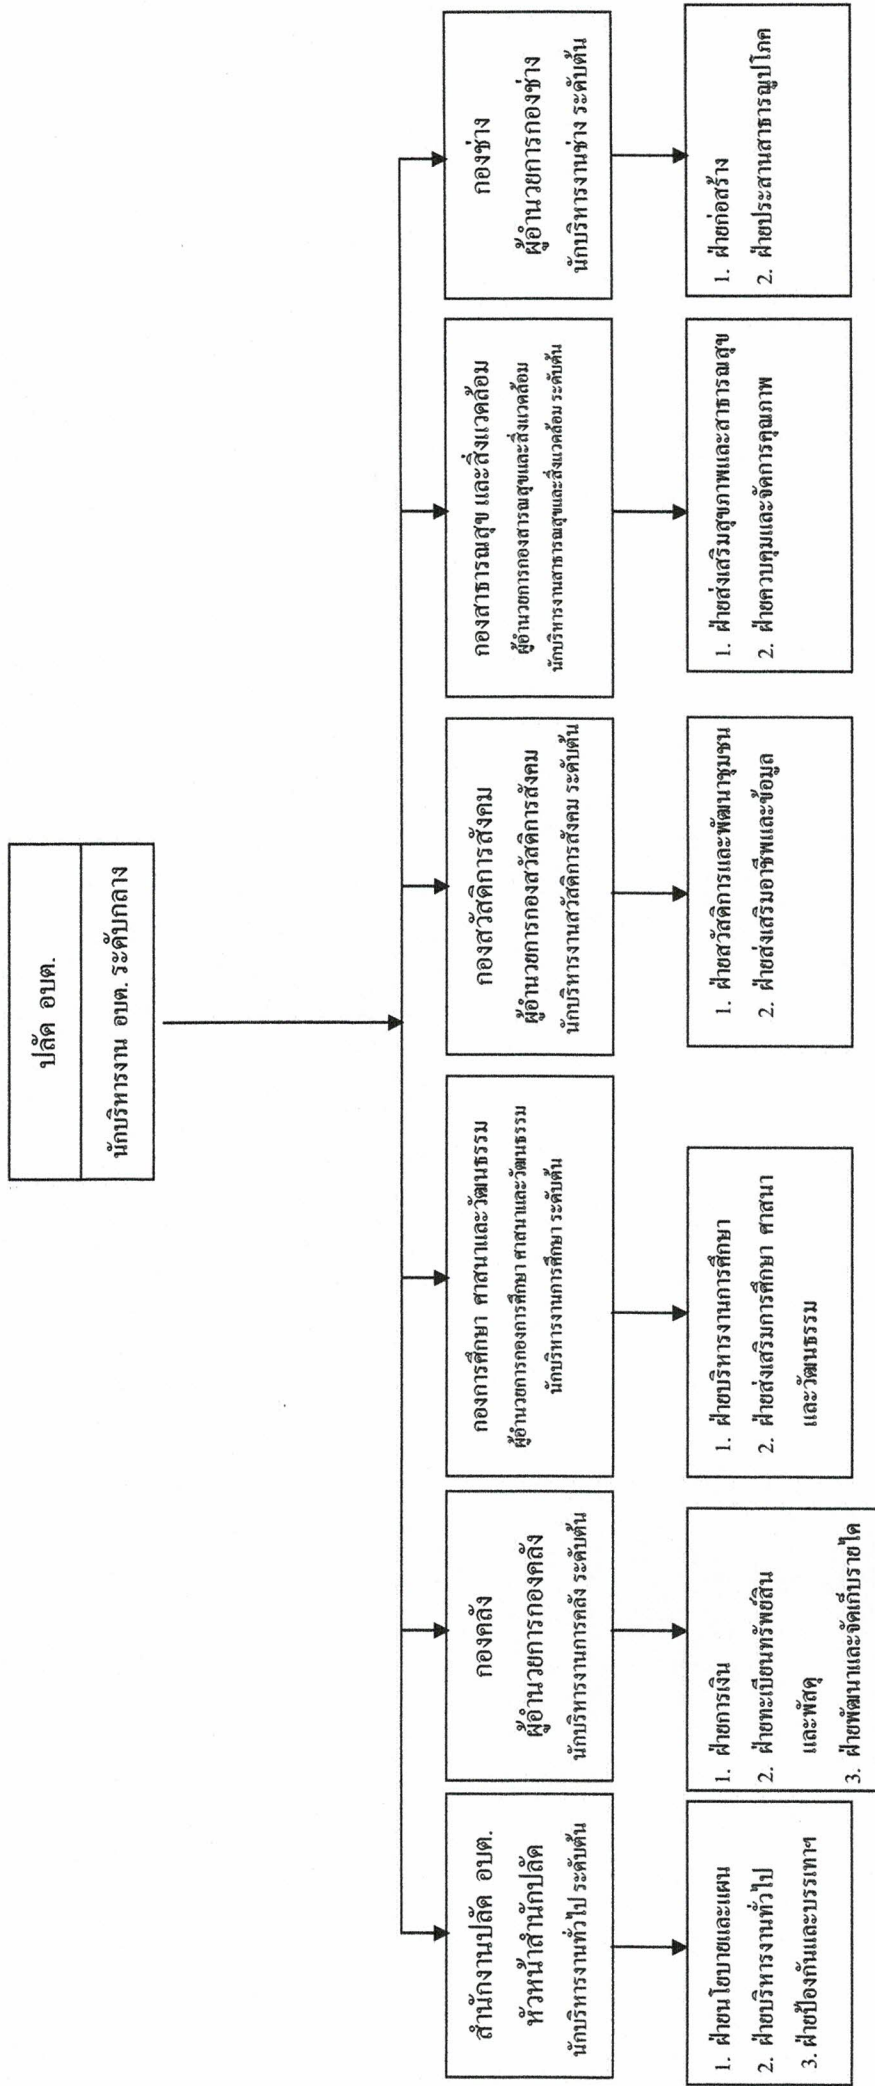 ปลัด อบต.
นักบริหารงาน อบต. ระดับกลาง
สำนักงานปลัด อบต.
หัวหน้าสำนักปลัด
นักบริหารงานทั่วไป ระดับต้น
กองคลัง
ผู้อำนวยการกองคลัง
นักบริหารงานการคลัง ระดับต้น
กองการศึกษา ศาสนาและวัฒนธรรม
ผู้อำนวยการกองการศึกษา ศาสนาและวัฒนธรรม
นักบริหารงานการศึกษา ระดับต้น
กองสวัสดิการสังคม
ผู้อำนวยการกองสวัสดิการสังคม
นักบริหารงานสวัสดิการสังคม ระดับต้น
กองสาธารณสุข และสิ่งแวดล้อม
ผู้อำนวยการกองสารณสุขและสิ่งแวดล้อม
นักบริหารงานสาธารณสุขและสิ่งแวดล้อม ระดับต้น
กองช่าง
ผู้อำนวยการกองช่าง
นักบริหารงานช่าง ระดับต้น
1. ฝ่ายนโยบายและแผน
2. ฝ่ายบริหารงานทั่วไป
3. ฝ่ายป้องกันและบรรเทาฯ
1. ฝ่ายการเงิน
2. ฝ่ายทะเบียนทรัพย์สิน
และพัสดุ
3. ฝ่ายพัฒนาและจัดเก็บรายได้
1. ฝ่ายบริหารงานการศึกษา
2. ฝ่ายส่งเสริมการศึกษา ศาสนา
และวัฒนธรรม
1. ฝ่ายสวัสดิการและพัฒนาชุมชน
2. ฝ่ายส่งเสริมอาชีพและข้อมูล
1. ฝ่ายส่งเสริมสุขภาพและสาธารณสุข
2. ฝ่ายควบคุมและจัดการคุณภาพ
1. ฝ่ายก่อสร้าง
2. ฝ่ายประสานสาธารณูปโภค